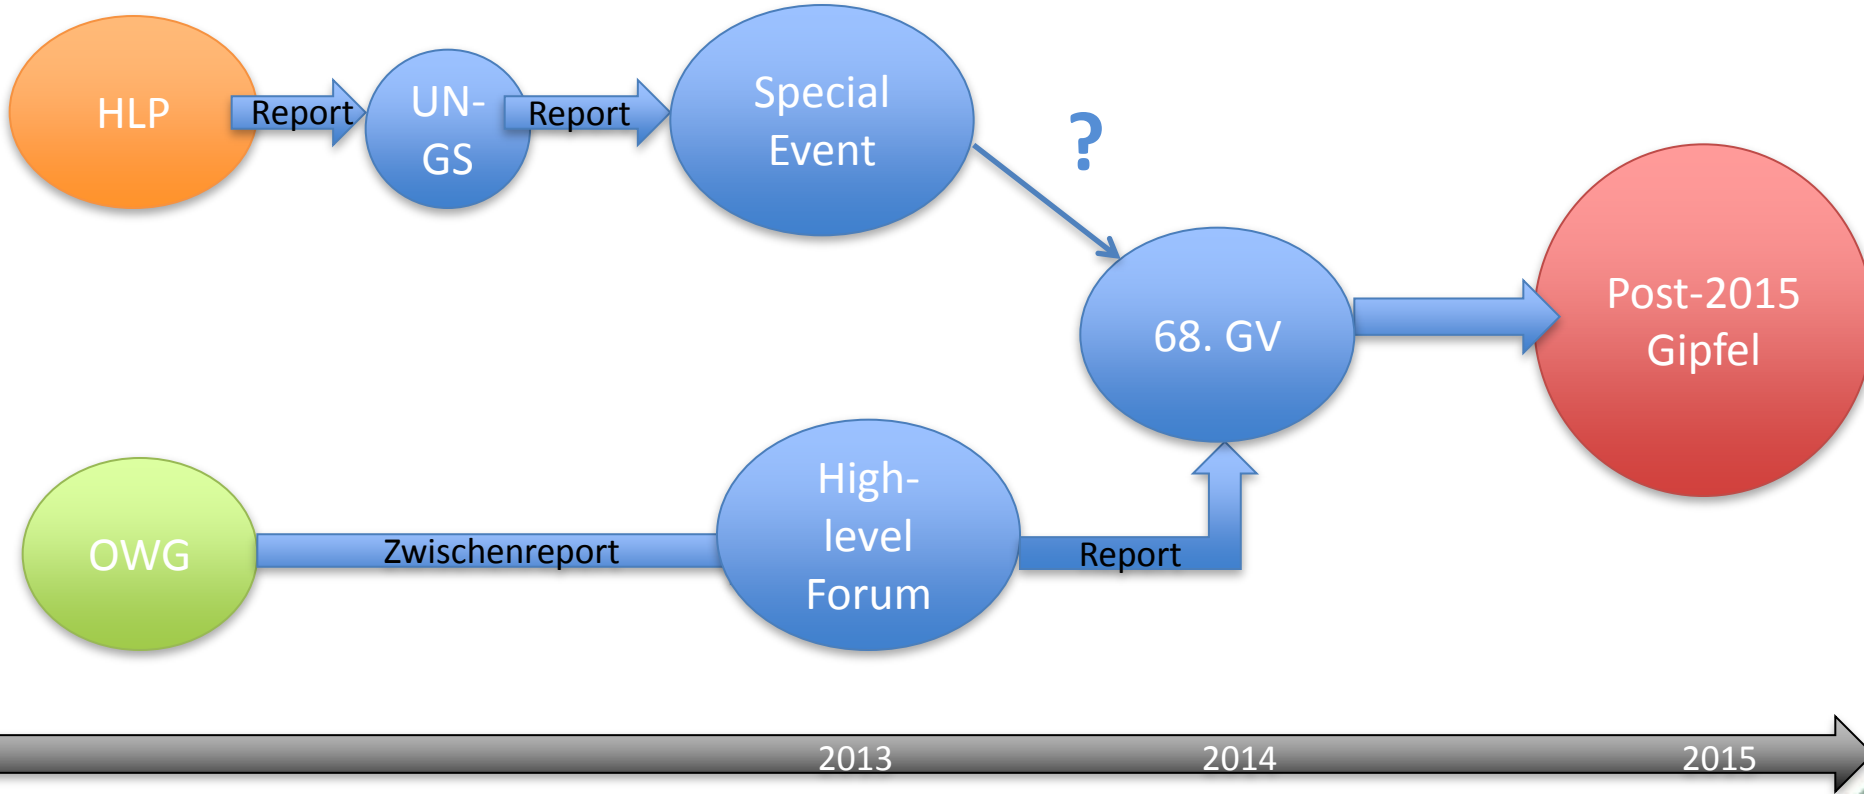 HLP
Report
UN-
GS
Report
Special
Event
?
68. GV
Post-2015
Gipfel
OWG
Zwischenreport
High-
level
Forum
Report
2013
2014
2015